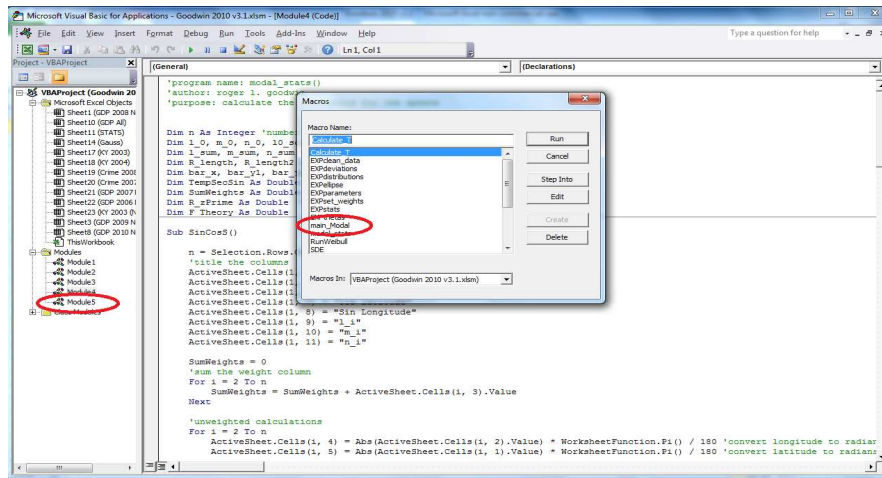 Microsoft Visual Basic for Applications - Goodwin 2010 v3.1.xlsm - [Module4 (Code)]
File Edit View Insert Format Debug Run Tools Add-Ins Window Help
Type a question for help
Ln 1, Col 1
Project - VBAProject
VBAProject (Goodwin 20
Microsoft Excel Objects
Sheet1 (GDP 2008 N
Sheet10 (GDP All)
Sheet11 (STATS)
Sheet14 (Gauss)
Sheet17 (KY 2003)
Sheet18 (KY 2004)
Sheet19 (Crime 2008
Sheet20 (Crime 2007
Sheet21 (GDP 2007 I
Sheet22 (GDP 2006 I
Sheet23 (KY 2003 (N
Sheet3 (GDP 2009 N
Sheet8 (GDP 2010 N
ThisWorkbook
Modules
Module1
Module2
Module3
Module4
Module5
Class Modules
(General)
(Declarations)
'program name: modal_stats()
'author: roger l. goodwi
'purpose: calculate the
Dim n As Integer 'numbe
Dim l_0, m_0, n_0, l0_s
Dim l_sum, m_sum, n_sum
Dim R_length, R_length2
Dim bar_x, bar_y1, bar_
Dim TempSecSin As Double
Dim SumWeights As Double
Dim R_zPrime As Double
Dim F Theory As Double
Sub SinCosS()
n = Selection.Rows.
'title the columns
ActiveSheet.Cells(1,
ActiveSheet.Cells(1,
ActiveSheet.Cells(1,
ActiveSheet.Cells(1,
ActiveSheet.Cells(1,
ActiveSheet.Cells(1, 8) = "Sin Longitude"
ActiveSheet.Cells(1, 9) = "l_i"
ActiveSheet.Cells(1, 10) = "m_i"
ActiveSheet.Cells(1, 11) = "n_i"
SumWeights = 0
'sum the weight column
For i = 2 To n
SumWeights = SumWeights + ActiveSheet.Cells(i, 3).Value
Next
'unweighted calculations
For i = 2 To n
ActiveSheet.Cells(i, 4) = Abs(ActiveSheet.Cells(i, 2).Value) * WorksheetFunction.Pi() / 180 'convert longitude to radian
ActiveSheet.Cells(i, 5) = Abs(ActiveSheet.Cells(i, 1).Value) * WorksheetFunction.Pi() / 180 'convert latitude to radians
Macros
Macro Name:
Calculate_T
Calculate_T
EXPclean_data
EXPdeviations
EXPdistributions
EXPellipse
EXPparameters
EXPset_weights
EXPstats
EXPthetas
main_Modal
modal_stats
RunWeibull
SDE
Run
Cancel
Step Into
Edit
Create
Delete
Macros In:
VBAProject (Goodwin 2010 v3.1.xlsm)